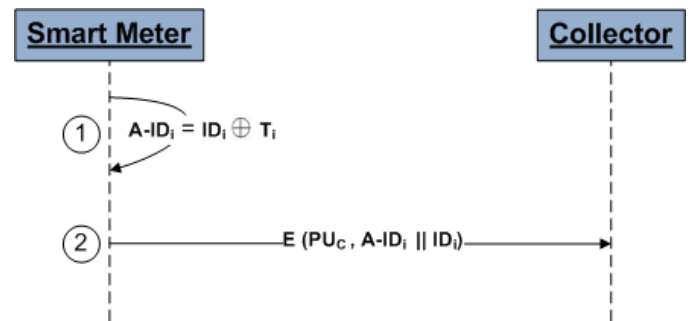 Smart Meter
Collector
1
A-IDᵢ = IDᵢ ⊕ Tᵢ
2
E (PU_C , A-IDᵢ || IDᵢ)